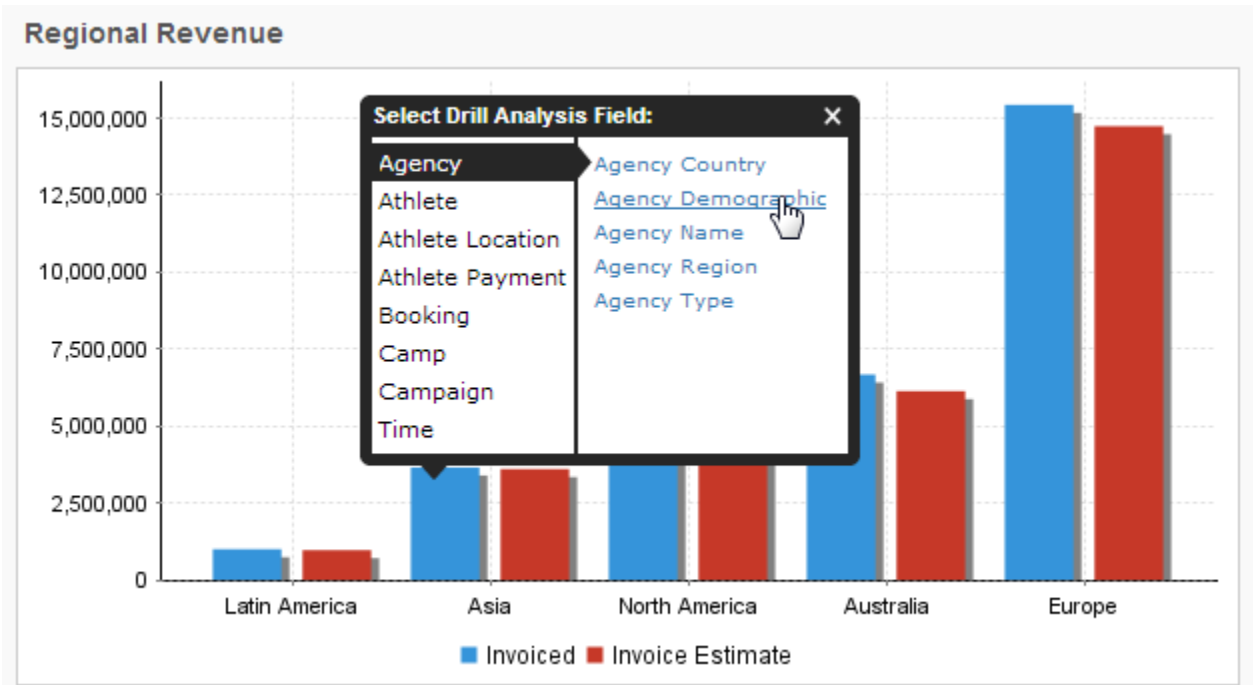 Regional Revenue
Select Drill Analysis Field: ×
Agency
Athlete
Athlete Location
Athlete Payment
Booking
Camp
Campaign
Time
Agency Country
Agency Demographic
Agency Name
Agency Region
Agency Type
15,000,000
12,500,000
10,000,000
7,500,000
5,000,000
2,500,000
0
Latin America Asia North America Australia Europe
Invoiced Invoice Estimate